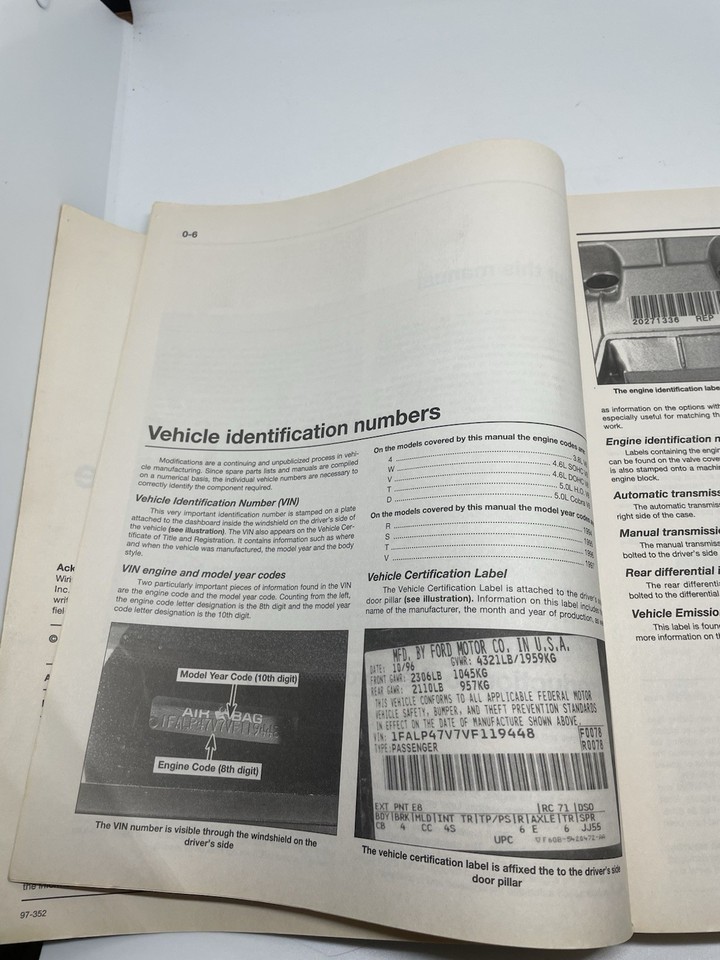 0-6
Vehicle identification numbers
Modifications are a continuing and unpublicized process in vehi-
cle manufacturing. Since spare parts lists and manuals are compiled
on a numerical basis, the individual vehicle numbers are necessary to
correctly identify the component required.
Vehicle Identification Number (VIN)
This very important identification number is stamped on a plate
attached to the dashboard inside the windshield on the driver's side of
the vehicle (see illustration). The VIN also appears on the Vehicle Cer-
tificate of Title and Registration. It contains information such as where
and when the vehicle was manufactured, the model year and the body
style.
VIN engine and model year codes
Two particularly important pieces of information found in the VIN
are the engine code and the model year code. Counting from the left,
the engine code letter designation is the 8th digit and the model year
code letter designation is the 10th digit.
Model Year Code (10th digit)
AIR BAG
1FALP47V7VF119448
Engine Code (8th digit)
The VIN number is visible through the windshield on the
driver's side
On the models covered by this manual the engine codes are
4 3.8
W 4.6L SOHC
V 4.6L DOHC
T 5.0L H.O.
D 5.0L Cobra
On the models covered by this manual the model year codes
R 1994
S 1995
T 1996
V 1997
Vehicle Certification Label
The Vehicle Certification Label is attached to the driver's
door pillar (see illustration). Information on this label includes
name of the manufacturer, the month and year of production, as
MFD. BY FORD MOTOR CO. IN U.S.A.
DATE: 10/96 GVWR: 4321LB/1959KG
FRONT GAWR: 2306LB 1045KG
REAR GAWR: 2110LB 957KG
THIS VEHICLE CONFORMS TO ALL APPLICABLE FEDERAL MOTOR
VEHICLE SAFETY, BUMPER, AND THEFT PREVENTION STANDARDS
IN EFFECT ON THE DATE OF MANUFACTURE SHOWN ABOVE.
VIN: 1FALP47V7VF119448 F0078
TYPE: PASSENGER R0078
EXT PNT E8 RC 71 DSO
BDY BRK MLD INT TR TP/PS R AXLE TR SPR
CB 4 CC 4S 6 E 6 JJ55
UPC
The vehicle certification label is affixed the to the driver's side
door pillar
20271336 REP
The engine identification labe
as information on the options with
especially useful for matching th
work.
Engine identification n
Labels containing the engin
can be found on the valve cove
is also stamped onto a machin
engine block.
Automatic transmiss
The automatic transmiss
right side of the case.
Manual transmissi
The manual transmiss
bolted to the driver's side
Rear differential i
The rear differenti
bolted to the differential
Vehicle Emissio
This label is foun
more information on th
Ack
Wiri
Inc.
writ
fiel
©
97-352